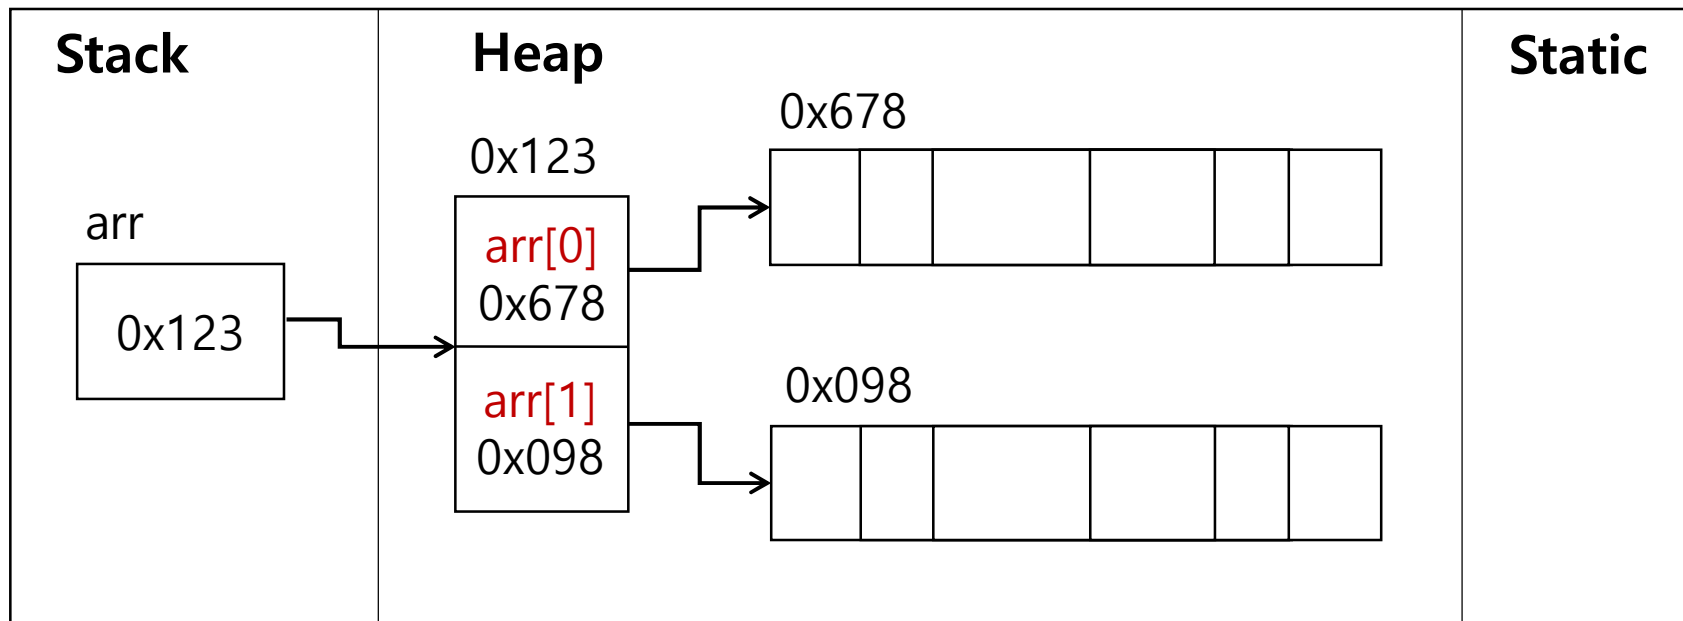 Stack
Heap
Static
arr
0x123
0x123
arr[0]
0x678
arr[1]
0x098
0x678
0x098